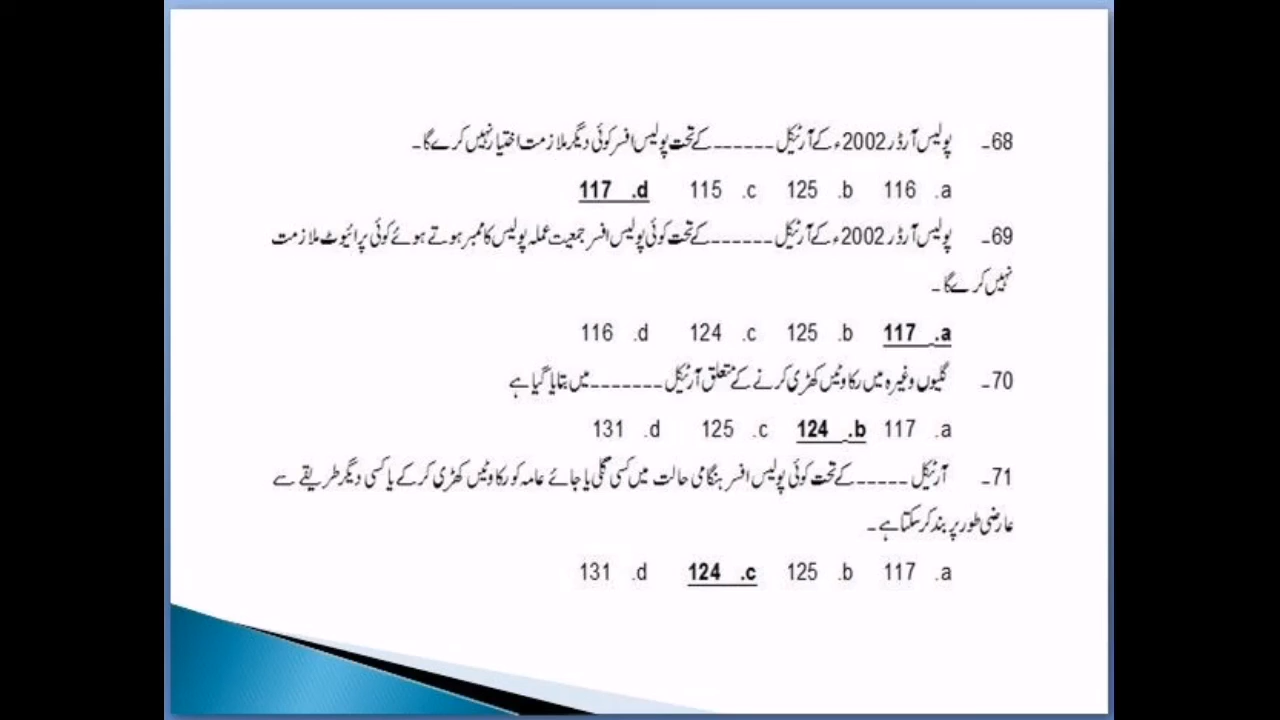 68۔ پولیس آرڈر 2002ء کے آرٹیکل ------ کے تحت پولیس افسر کوئی دیگر ملازمت اختیار نہیں کرے گا۔
a. 116 b. 125 c. 115 d. 117
69۔ پولیس آرڈر 2002ء کے آرٹیکل ------ کے تحت کوئی پولیس افسر جمعیت عملہ پولیس کا ممبر ہوتے ہوئے کوئی پرائیوٹ ملازمت
نہیں کرے گا۔
a. 117 b. 125 c. 124 d. 116
70۔ گلیوں وغیرہ میں رکاوٹیں کھڑی کرنے کے متعلق آرٹیکل ------- میں بتایا گیا ہے
a. 117 b. 124 c. 125 d. 131
71۔ آرٹیکل ----- کے تحت کوئی پولیس افسر ہنگامی حالت میں کسی گلی یا جائے عامہ کو رکاوٹیں کھڑی کر کے یا کسی دیگر طریقے سے
عارضی طور پر بند کر سکتا ہے۔
a. 117 b. 125 c. 124 d. 131